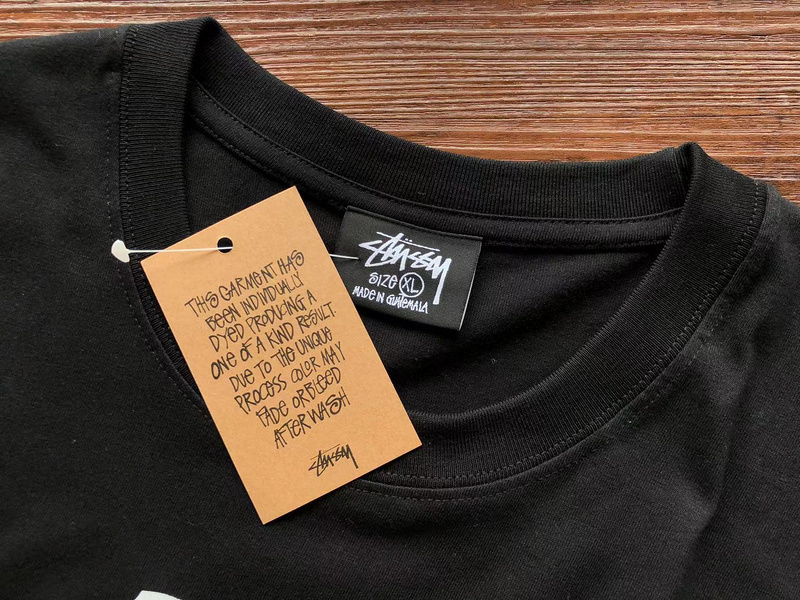 THIS GARMENT HAS
BEEN INDIVIDUALLY
DYED PRODUCING A
ONE OF A KIND RESULT.
DUE TO THE UNIQUE
PROCESS COLOR MAY
FADE OR BLEED
AFTER WASH
Stüssy
Stüssy
SIZE XL
MADE IN GUATEMALA